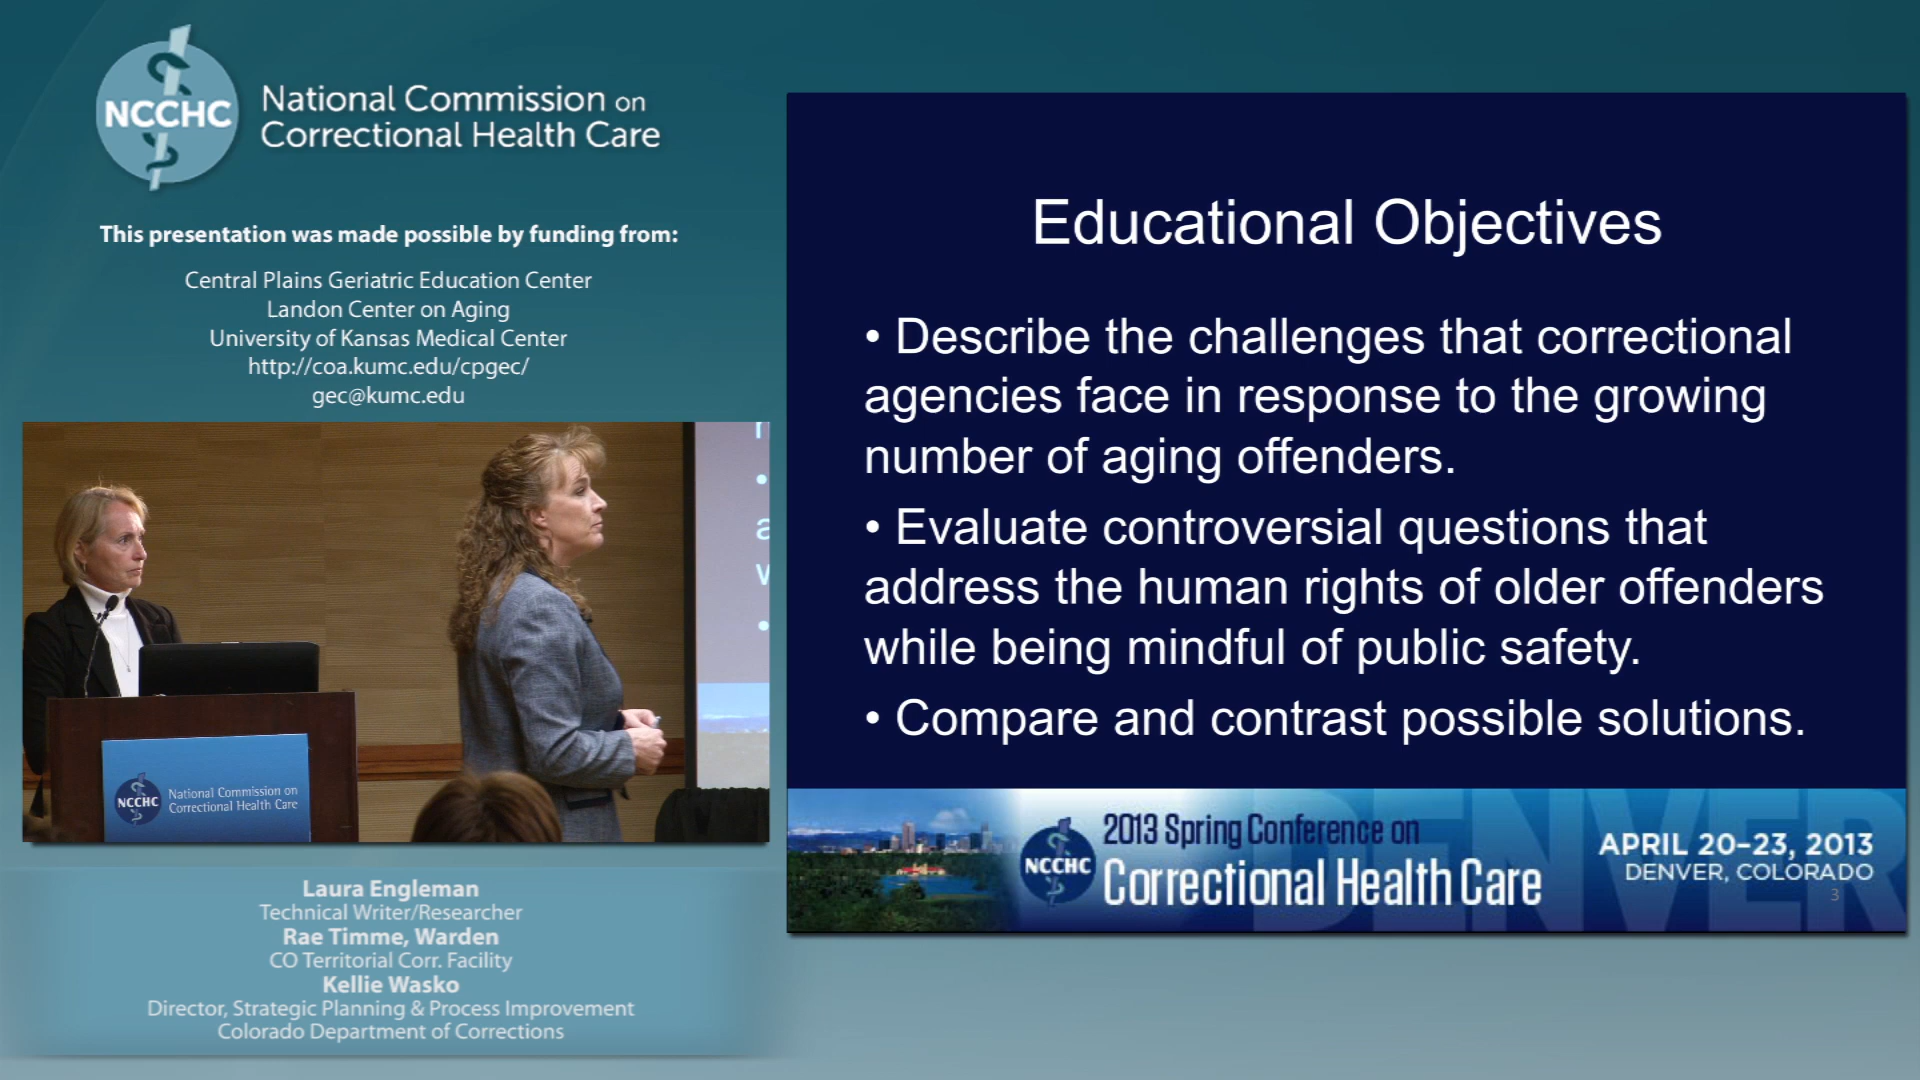 NCCHC
National Commission on
Correctional Health Care
This presentation was made possible by funding from:
Central Plains Geriatric Education Center
Landon Center on Aging
University of Kansas Medical Center
http://coa.kumc.edu/cpgec/
gec@kumc.edu
NCCHC
National Commission on
Correctional Health Care
Laura Engleman
Technical Writer/Researcher
Rae Timme, Warden
CO Territorial Corr. Facility
Kellie Wasko
Director, Strategic Planning & Process Improvement
Colorado Department of Corrections
Educational Objectives
• Describe the challenges that correctional
agencies face in response to the growing
number of aging offenders.
• Evaluate controversial questions that
address the human rights of older offenders
while being mindful of public safety.
• Compare and contrast possible solutions.
NCCHC
2013 Spring Conference on
Correctional Health Care
DENVER
APRIL 20–23, 2013
DENVER, COLORADO
3